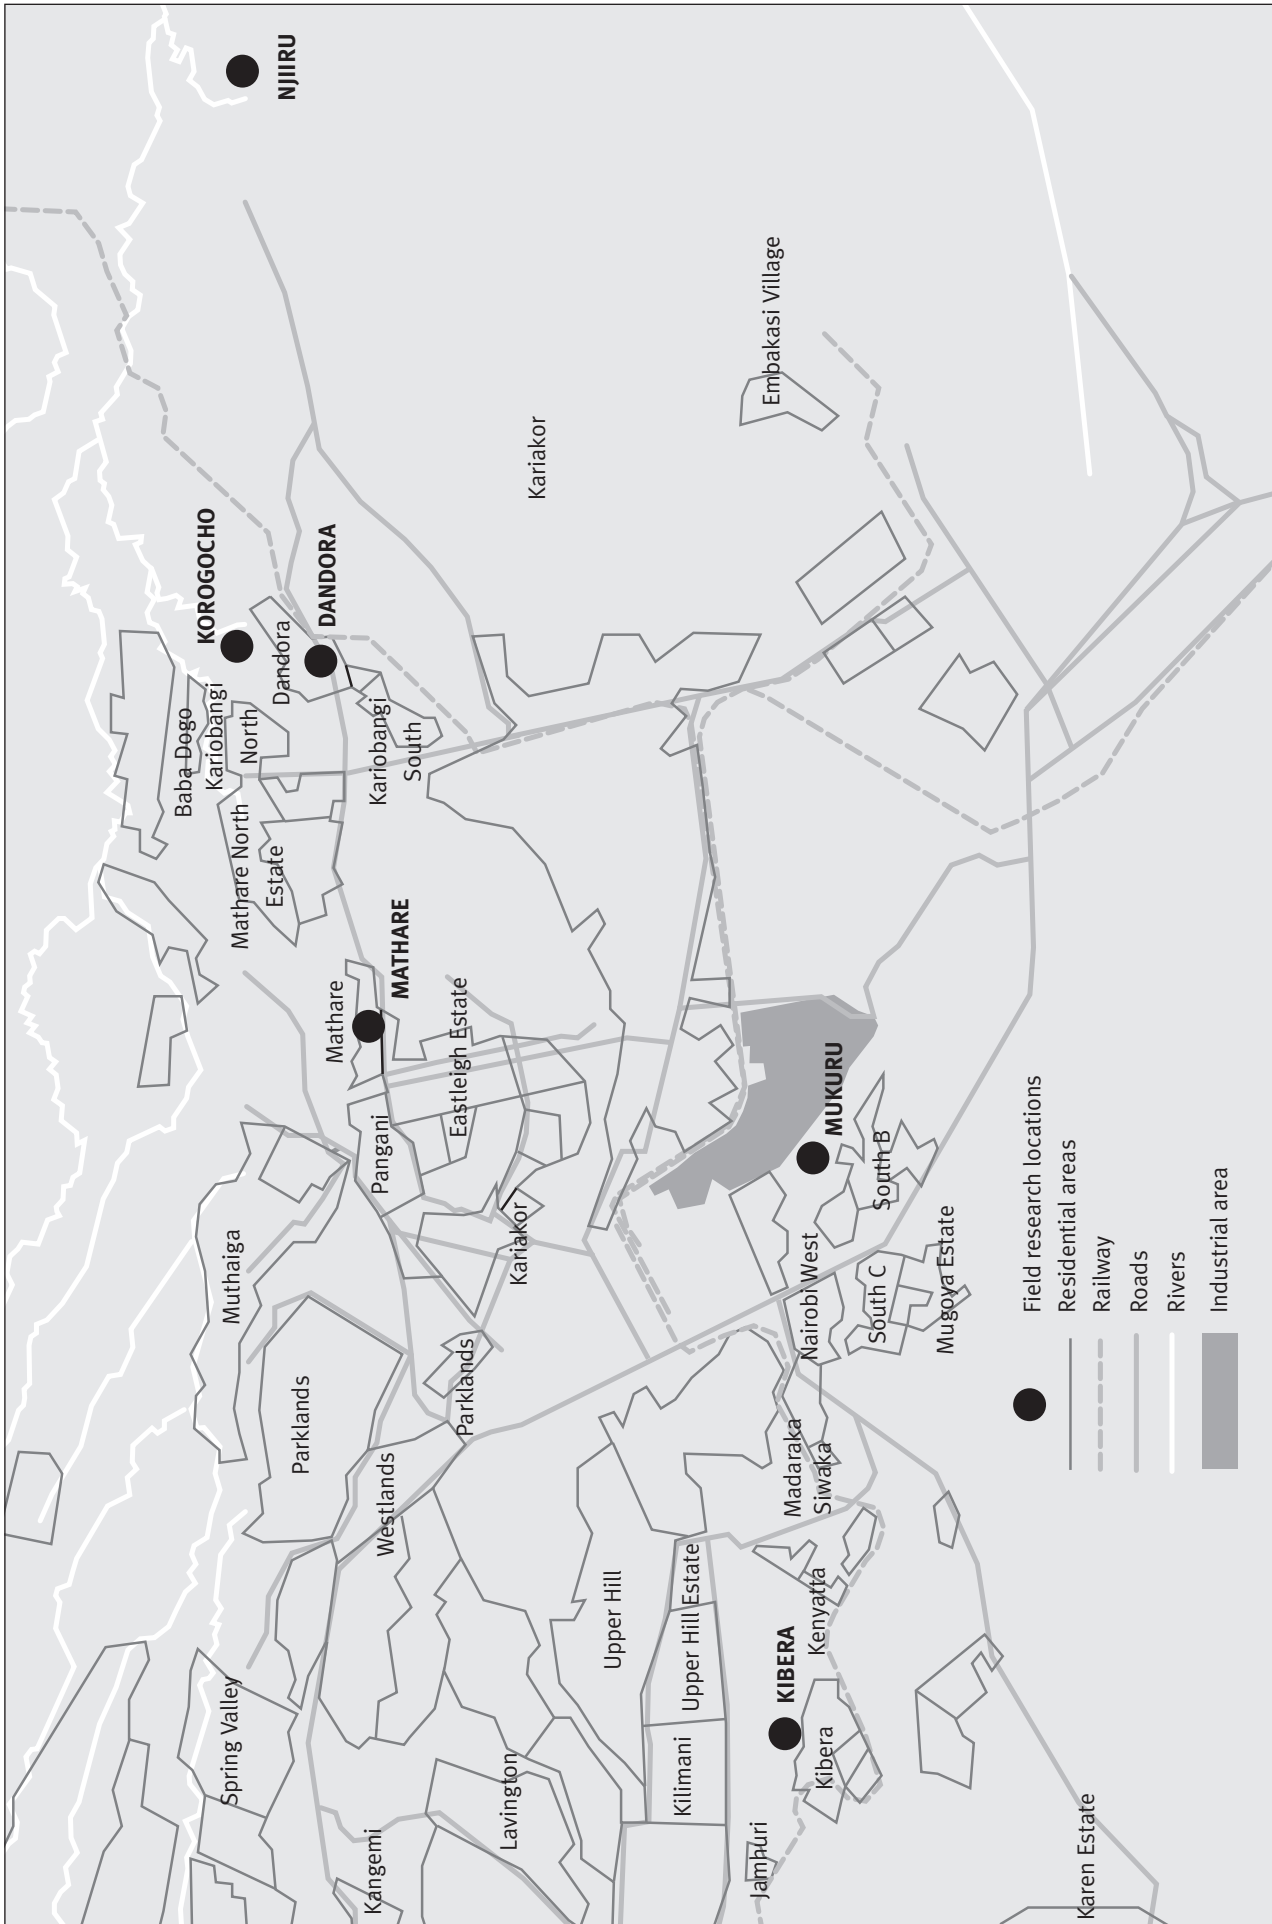 Spring Valley
Kangemi
Lavington
Muthaiga
Parklands
Westlands
Parklands
Upper Hill
Upper Hill Estate
Kilimani
Jamhuri
KIBERA
Kibera
Kenyatta
Karen Estate
Madaraka
Siwaka
Nairobi West
South C
Mugoya Estate
South B
MUKURU
Kariakor
Pangani
Eastleigh Estate
Mathare
MATHARE
Mathare North
Estate
Baba Dogo
Kariobangi
North
Kariobangi
South
KOROGOCHO
Dandora
DANDORA
NJIIRU
Kariakor
Embakasi Village
Field research locations
Residential areas
Railway
Roads
Rivers
Industrial area